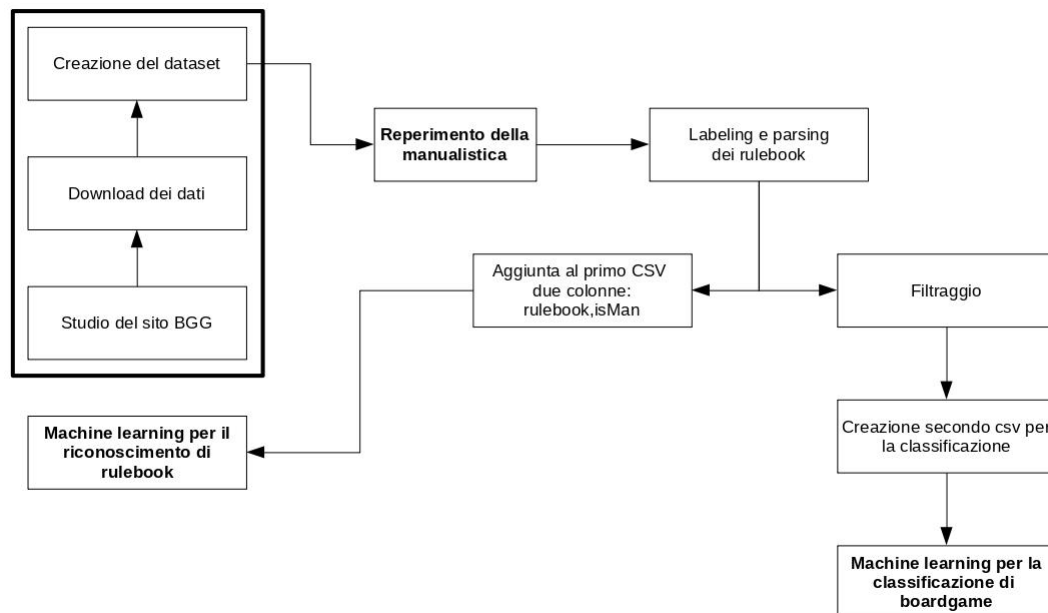 Creazione del dataset
Download dei dati
Studio del sito BGG
Reperimento della
manualistica
Labeling e parsing
dei rulebook
Aggiunta al primo CSV
due colonne:
rulebook,isMan
Filtraggio
Machine learning per il
riconoscimento di
rulebook
Creazione secondo csv per
la classificazione
Machine learning per la
classificazione di
boardgame